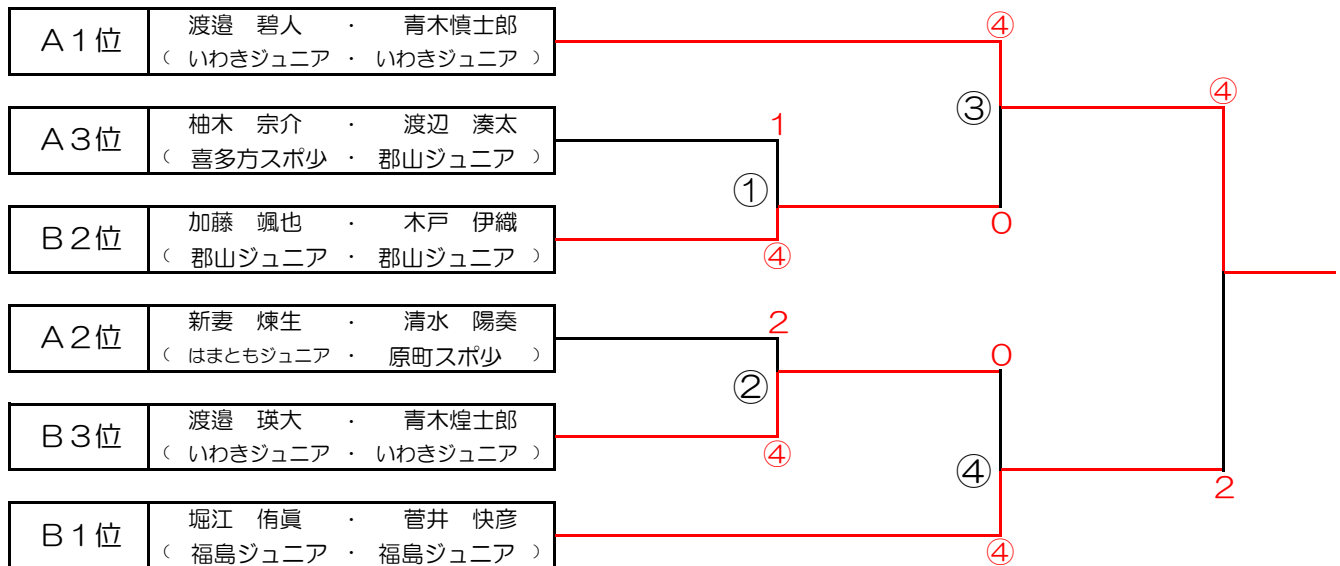 A1位 渡邉 碧人 ・ 青木慎士郎
( いわきジュニア ・ いわきジュニア )
④
③
④
A3位 柚木 宗介 ・ 渡辺 湊太
( 喜多方スポ少 ・ 郡山ジュニア )
1
①
B2位 加藤 颯也 ・ 木戸 伊織
( 郡山ジュニア ・ 郡山ジュニア )
④
0
A2位 新妻 煉生 ・ 清水 陽奏
( はまともジュニア ・ 原町スポ少 )
2
②
0
B3位 渡邉 瑛大 ・ 青木煌士郎
( いわきジュニア ・ いわきジュニア )
④
④
2
B1位 堀江 侑眞 ・ 菅井 快彦
( 福島ジュニア ・ 福島ジュニア )
④